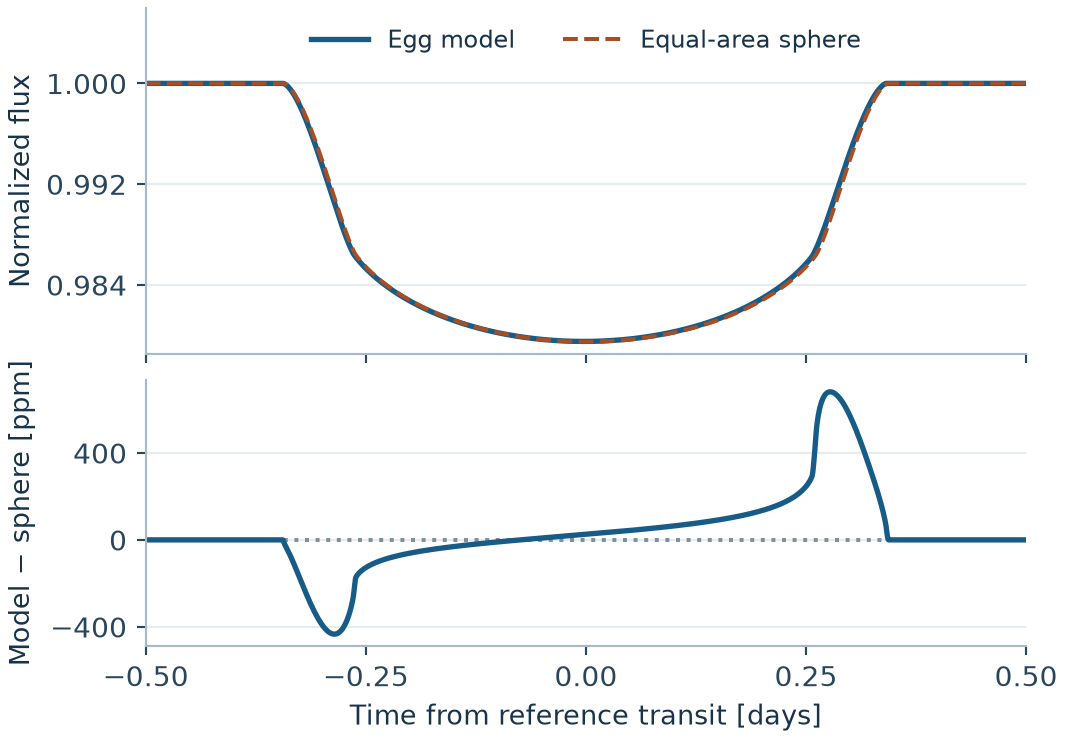 Egg model
Equal-area sphere
Normalized flux
1.000
0.992
0.984
Model − sphere [ppm]
400
0
−400
−0.50
−0.25
0.00
0.25
0.50
Time from reference transit [days]